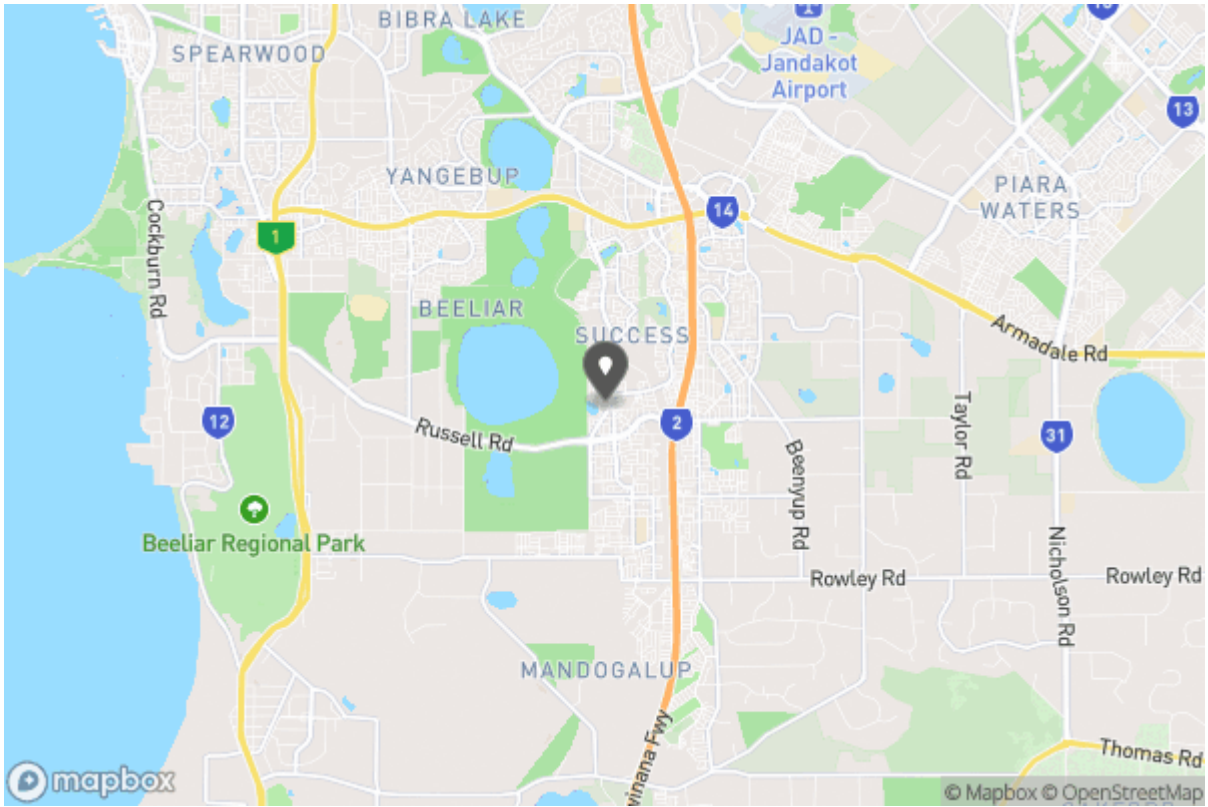 BIBRA LAKE
SPEARWOOD
JAD -
Jandakot
Airport
13
YANGEBUP
PIARA
WATERS
14
1
Cockburn Rd
BEELIAR
SUCCESS
Armadale Rd
12
Russell Rd
2
Taylor Rd
31
Beenyup Rd
Beeliar Regional Park
Nicholson Rd
Rowley Rd
Rowley Rd
MANDOGALUP
winana Fwy
Thomas Rd
mapbox
© Mapbox © OpenStreetMap